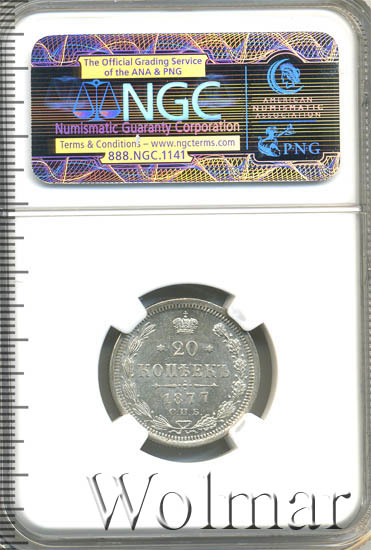 The Official Grading Service
of the ANA & PNG
NGC
Numismatic Guaranty Corporation
Terms & Conditions – www.ngcterms.com
888.NGC.1141
AMERICAN
NUMISMATIC
ASSOCIATION
PNG
20
КОПѢЕКЪ
1877
С.П.Б.
Wolmar